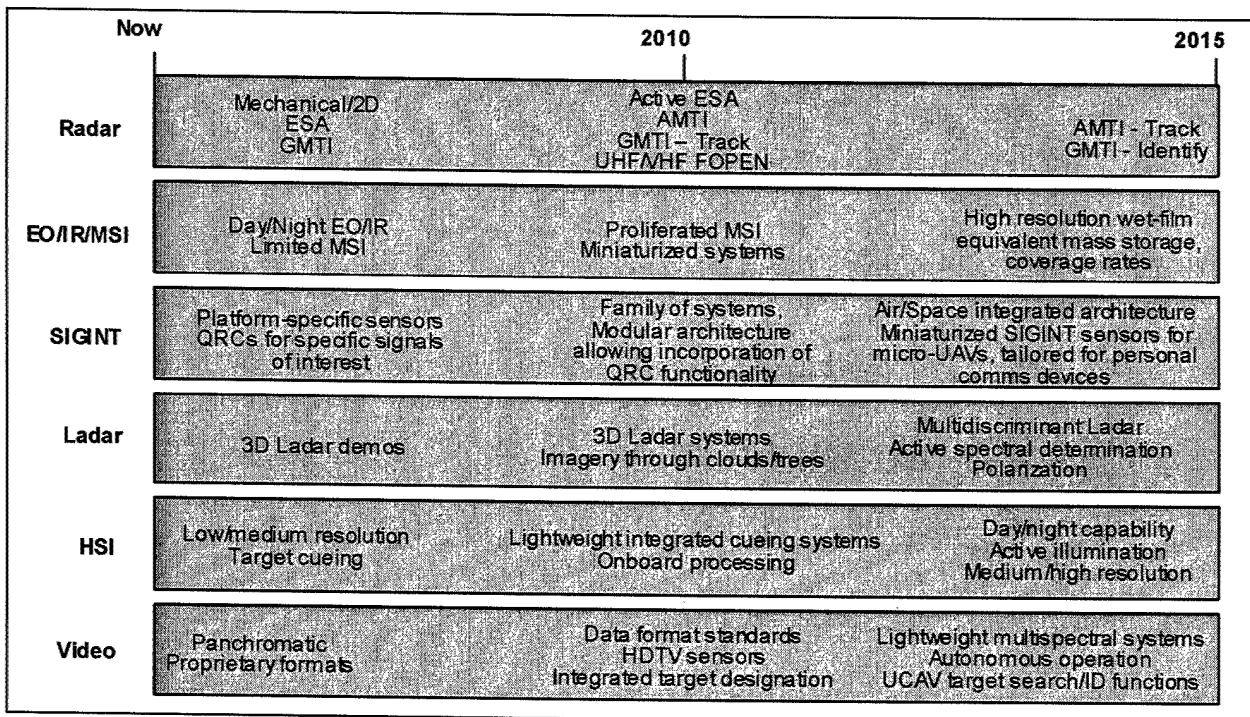 Now
2010
2015
Radar
Mechanical/2D
ESA
GMTI
Active ESA
AMTI
GMTI – Track
UHF/VHF FOPEN
AMTI - Track
GMTI - Identify
EO/IR/MSI
Day/Night EO/IR
Limited MSI
Proliferated MSI
Miniaturized systems
High resolution wet-film
equivalent mass storage,
coverage rates
SIGINT
Platform-specific sensors
QRCs for specific signals
of interest
Family of systems,
Modular architecture
allowing incorporation of
QRC functionality
Air/Space integrated architecture
Miniaturized SIGINT sensors for
micro-UAVs, tailored for personal
comms devices
Ladar
3D Ladar demos
3D Ladar systems
Imagery through clouds/trees
Multidiscriminant Ladar
Active spectral determination
Polarization
HSI
Low/medium resolution
Target cueing
Lightweight integrated cueing systems
Onboard processing
Day/night capability
Active illumination
Medium/high resolution
Video
Panchromatic
Proprietary formats
Data format standards
HDTV sensors
Integrated target designation
Lightweight multispectral systems
Autonomous operation
UCAV target search/ID functions